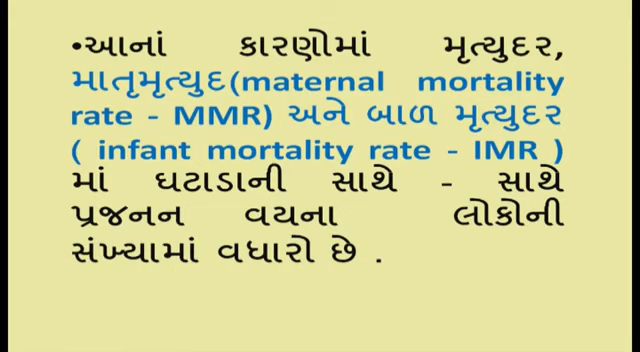 •આનાં કારણોમાં મૃત્યુદર,
માતૃમૃત્યુદ(maternal mortality
rate - MMR) અને બાળ મૃત્યુદર
( infant mortality rate - IMR )
માં ઘટાડાની સાથે - સાથે
પ્રજનન વયના લોકોની
સંખ્યામાં વધારો છે .